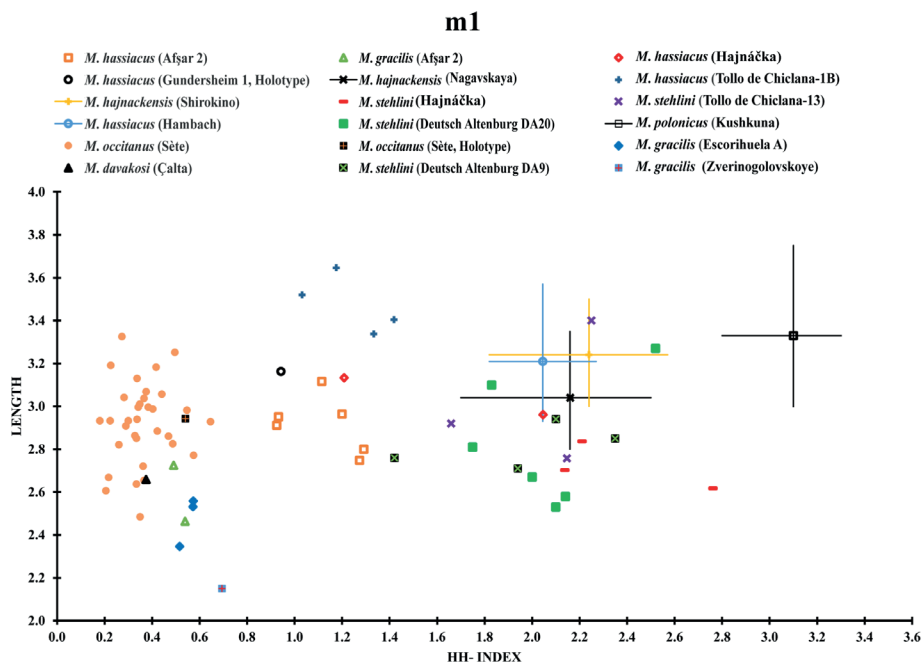 m1
M. hassiacus (Afşar 2)
M. gracilis (Afşar 2)
M. hassiacus (Hajnáčka)
M. hassiacus (Gundersheim 1, Holotype)
M. hajnackensis (Nagavskaya)
M. hassiacus (Tollo de Chiclana-1B)
M. hajnackensis (Shirokino)
M. stehlini (Hajnáčka)
M. stehlini (Tollo de Chiclana-13)
M. hassiacus (Hambach)
M. stehlini (Deutsch Altenburg DA20)
M. polonicus (Kushkuna)
M. occitanus (Sète)
M. occitanus (Sète, Holotype)
M. gracilis (Escorihuela A)
M. davakosi (Çalta)
M. stehlini (Deutsch Altenburg DA9)
M. gracilis (Zverinogolovskoye)
4.0
3.8
3.6
3.4
3.2
3.0
2.8
2.6
2.4
2.2
2.0
LENGTH
0.0 0.2 0.4 0.6 0.8 1.0 1.2 1.4 1.6 1.8 2.0 2.2 2.4 2.6 2.8 3.0 3.2 3.4 3.6
HH- INDEX